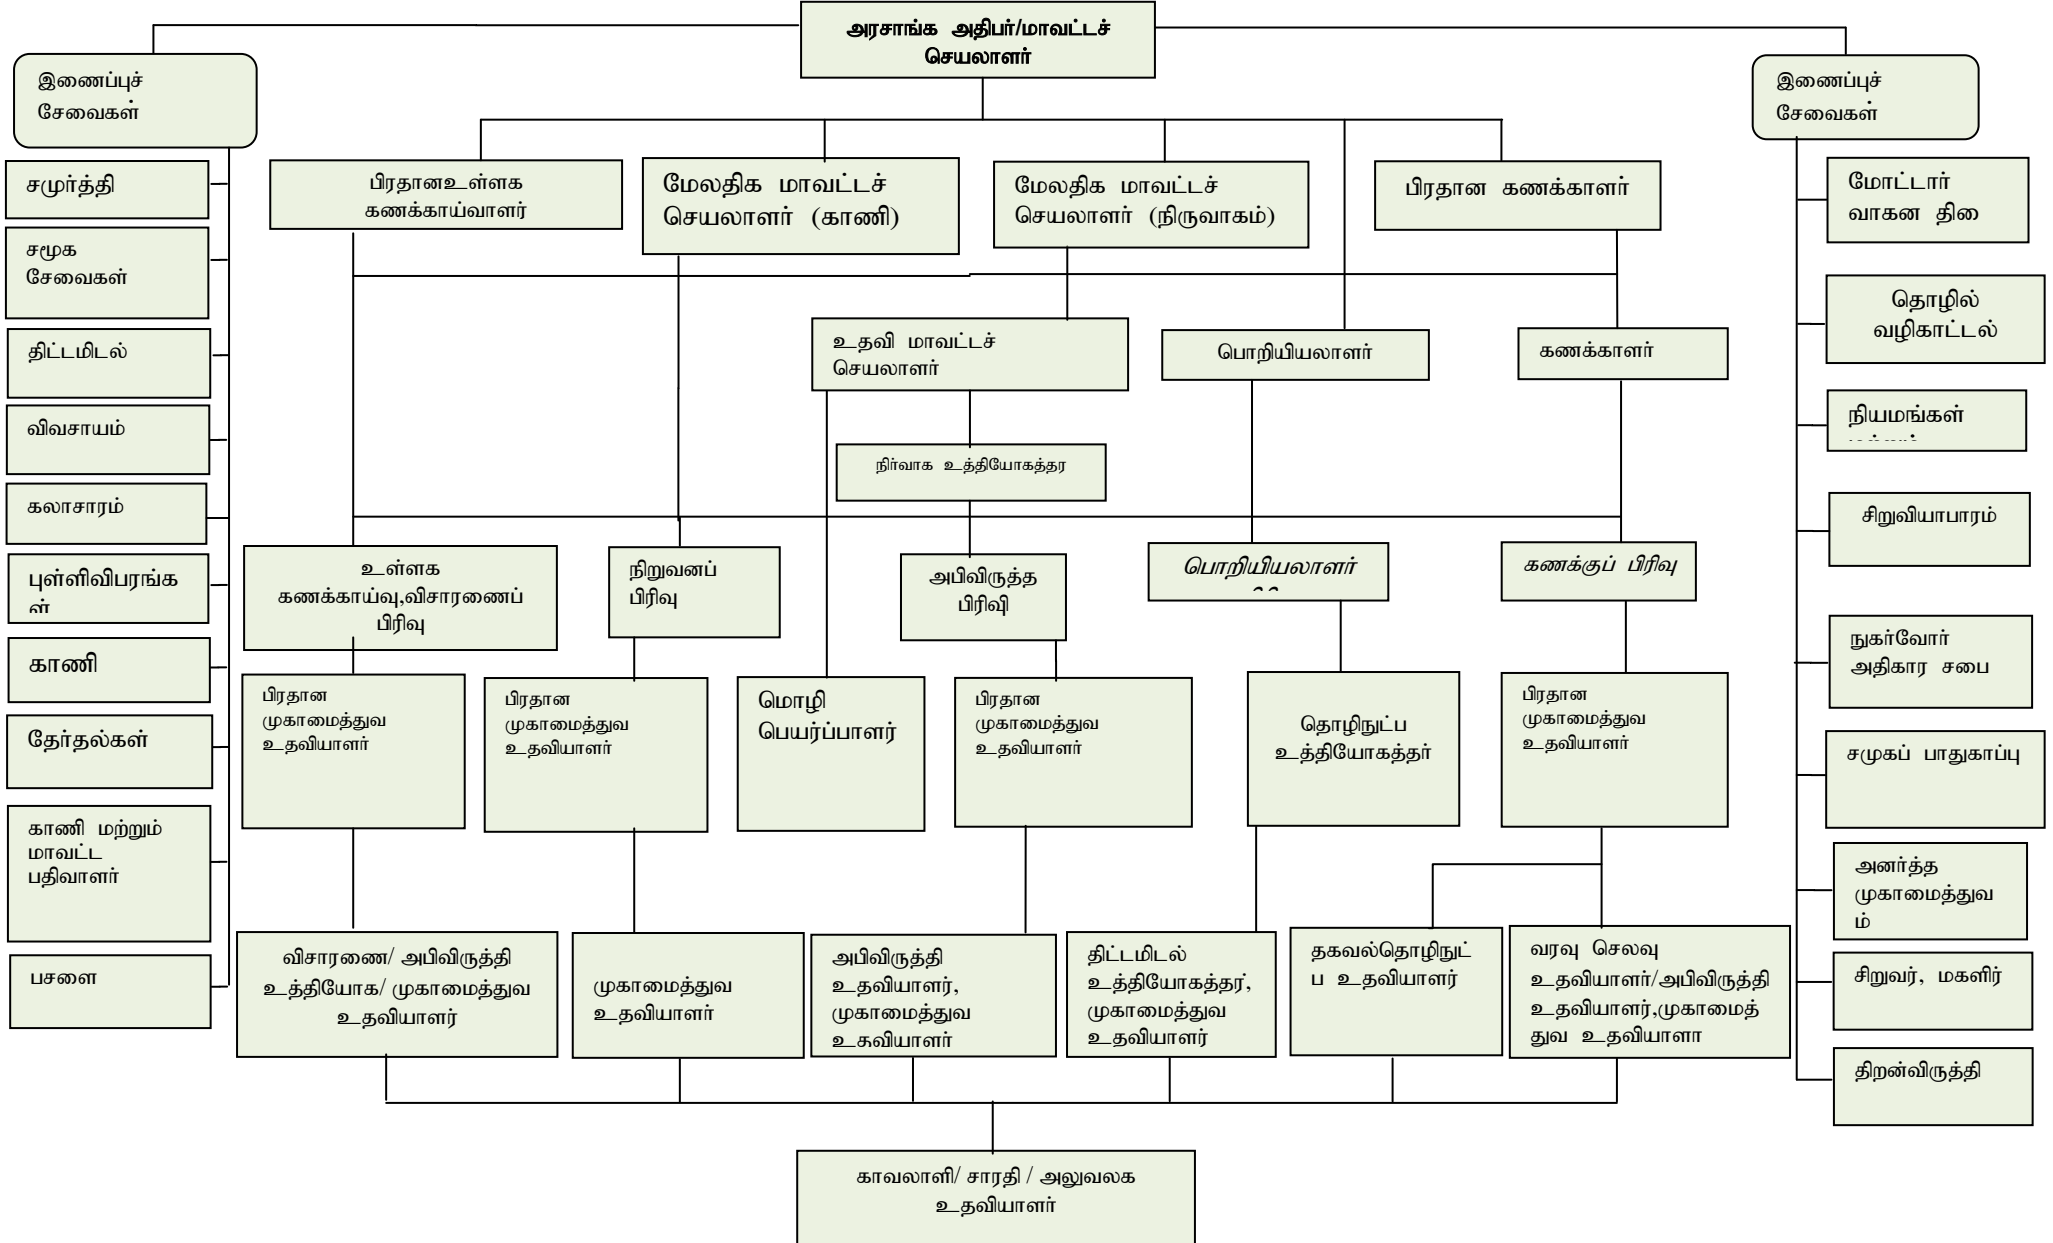 அரசாங்க அதிபர்/மாவட்டச்
செயலாளர்
இணைப்புச்
சேவைகள்
இணைப்புச்
சேவைகள்
சமுர்த்தி
சமூக
சேவைகள்
திட்டமிடல்
விவசாயம்
கலாசாரம்
புள்ளிவிபரங்க
ள்
காணி
தேர்தல்கள்
காணி மற்றும்
மாவட்ட
பதிவாளர்
பசளை
பிரதானஉள்ளக
கணக்காய்வாளர்
மேலதிக மாவட்டச்
செயலாளர் (காணி)
மேலதிக மாவட்டச்
செயலாளர் (நிருவாகம்)
பிரதான கணக்காளர்
உதவி மாவட்டச்
செயலாளர்
பொறியியலாளர்
கணக்காளர்
நிர்வாக உத்தியோகத்தர
உள்ளக
கணக்காய்வு,விசாரணைப்
பிரிவு
நிறுவனப்
பிரிவு
அபிவிருத்த
பிரிவி
பொறியியலாளர்
கணக்குப் பிரிவு
பிரதான
முகாமைத்துவ
உதவியாளர்
பிரதான
முகாமைத்துவ
உதவியாளர்
மொழி
பெயர்ப்பாளர்
பிரதான
முகாமைத்துவ
உதவியாளர்
தொழிநுட்ப
உத்தியோகத்தர்
பிரதான
முகாமைத்துவ
உதவியாளர்
விசாரணை/ அபிவிருத்தி
உத்தியோக/ முகாமைத்துவ
உதவியாளர்
முகாமைத்துவ
உதவியாளர்
அபிவிருத்தி
உதவியாளர்,
முகாமைத்துவ
உதவியாளர்
திட்டமிடல்
உத்தியோகத்தர்,
முகாமைத்துவ
உதவியாளர்
தகவல்தொழிநுட்
ப உதவியாளர்
வரவு செலவு
உதவியாளர்/அபிவிருத்தி
உதவியாளர்,முகாமைத்
துவ உதவியாளா
காவலாளி/ சாரதி / அலுவலக
உதவியாளர்
மோட்டார்
வாகன திணை
தொழில்
வழிகாட்டல்
நியமங்கள்
சிறுவியாபாரம்
நுகர்வோர்
அதிகார சபை
சமுகப் பாதுகாப்பு
அனர்த்த
முகாமைத்துவ
ம்
சிறுவர், மகளிர்
திறன்விருத்தி